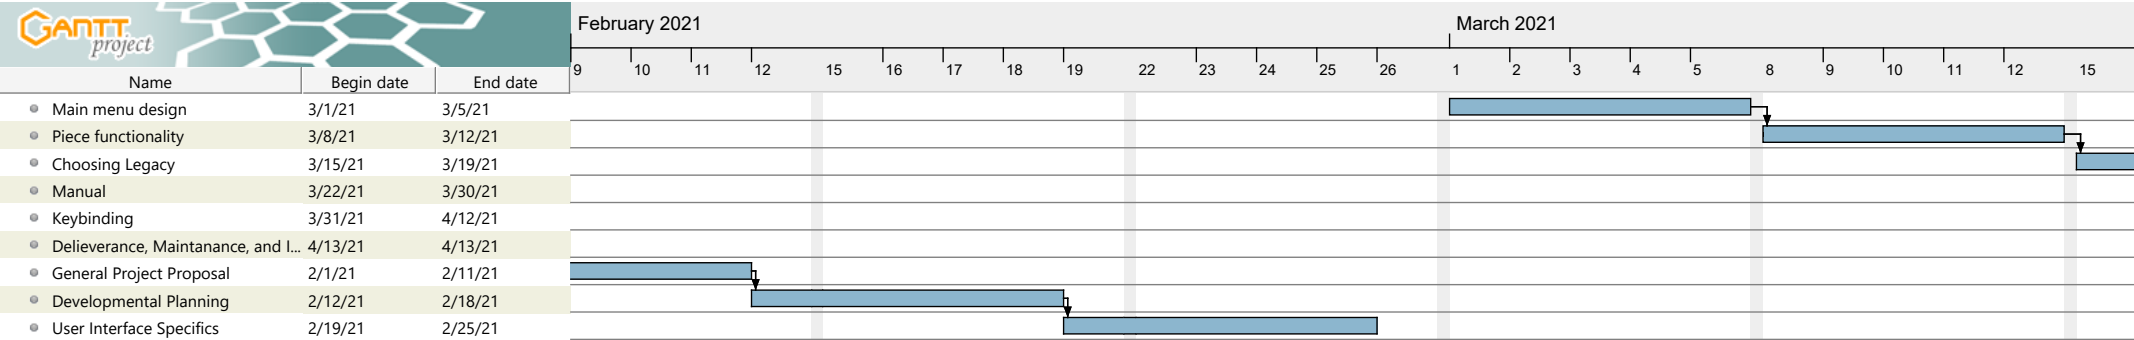 GANTT project
February 2021 March 2021
9 10 11 12 15 16 17 18 19 22 23 24 25 26 1 2 3 4 5 8 9 10 11 12 15
Name Begin date End date
Main menu design 3/1/21 3/5/21
Piece functionality 3/8/21 3/12/21
Choosing Legacy 3/15/21 3/19/21
Manual 3/22/21 3/30/21
Keybinding 3/31/21 4/12/21
Delieverance, Maintanance, and I... 4/13/21 4/13/21
General Project Proposal 2/1/21 2/11/21
Developmental Planning 2/12/21 2/18/21
User Interface Specifics 2/19/21 2/25/21